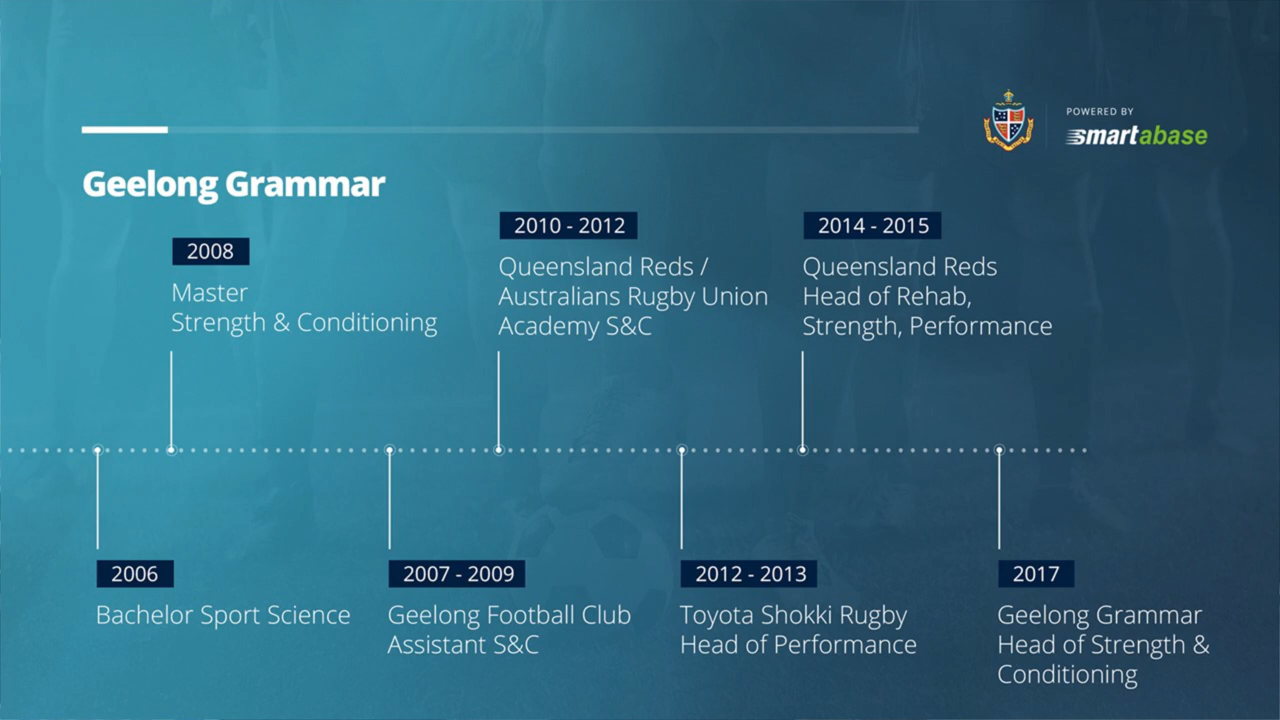 POWERED BY
smartabase
Geelong Grammar
2008
Master
Strength & Conditioning
2010 - 2012
Queensland Reds /
Australians Rugby Union
Academy S&C
2014 - 2015
Queensland Reds
Head of Rehab,
Strength, Performance
2006
Bachelor Sport Science
2007 - 2009
Geelong Football Club
Assistant S&C
2012 - 2013
Toyota Shokki Rugby
Head of Performance
2017
Geelong Grammar
Head of Strength &
Conditioning